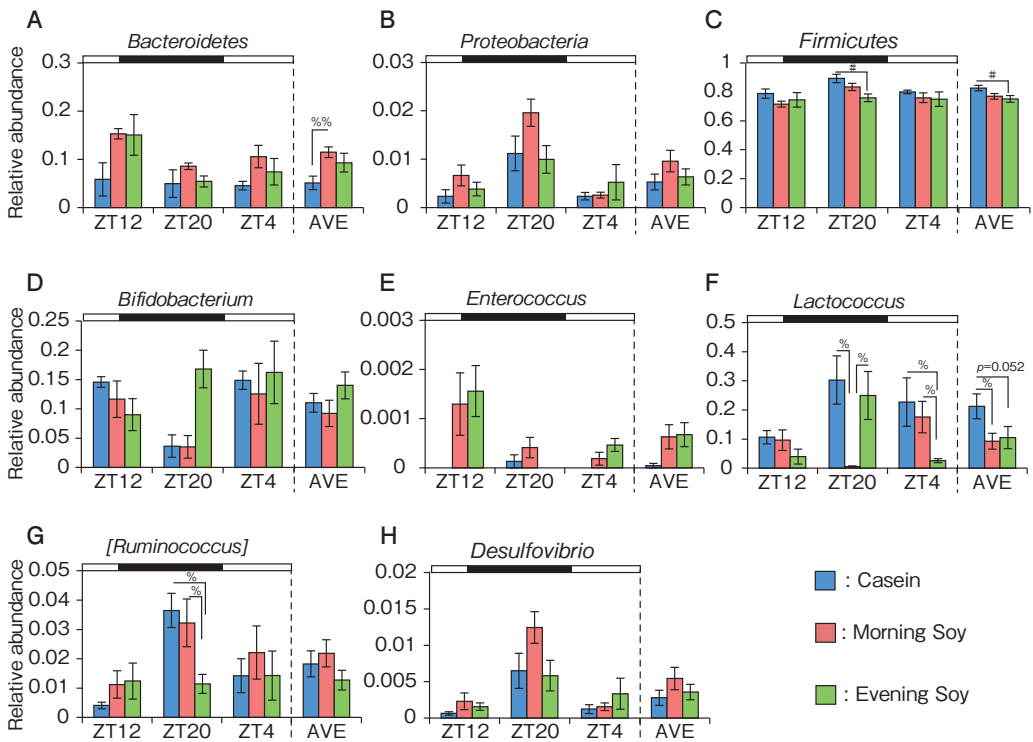 A
Bacteroidetes
Relative abundance
0.3
0.2
0.1
0
%%
ZT12 ZT20 ZT4 AVE
B
Proteobacteria
0.03
0.02
0.01
0
ZT12 ZT20 ZT4 AVE
C
Firmicutes
1
0.8
0.6
0.4
0.2
0
# #
ZT12 ZT20 ZT4 AVE
D
Bifidobacterium
Relative abundance
0.25
0.2
0.15
0.1
0.05
0
ZT12 ZT20 ZT4 AVE
E
Enterococcus
0.003
0.002
0.001
0
ZT12 ZT20 ZT4 AVE
F
Lactococcus
0.5
0.4
0.3
0.2
0.1
0
% %
% %
p=0.052
%
ZT12 ZT20 ZT4 AVE
G
[Ruminococcus]
Relative abundance
0.05
0.04
0.03
0.02
0.01
0
%
%
ZT12 ZT20 ZT4 AVE
H
Desulfovibrio
0.02
0.015
0.01
0.005
0
ZT12 ZT20 ZT4 AVE
: Casein
: Morning Soy
: Evening Soy